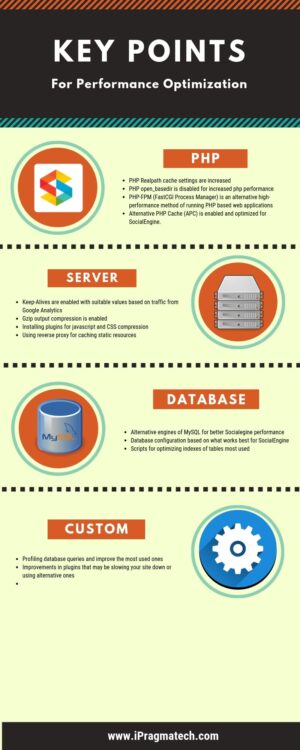 KEY POINTS
For Performance Optimization
PHP
PHP Realpath cache settings are increased
PHP open_basedir is disabled for increased php performance
PHP-FPM (FastCGI Process Manager) is an alternative high-
performance method of running PHP based web applications
Alternative PHP Cache (APC) is enabled and optimized for
SocialEngine.
SERVER
Keep-Alives are enabled with suitable values based on traffic from
Google Analytics
Gzip output compression is enabled
Installing plugins for javascript and CSS compression
Using reverse proxy for caching static resources
DATABASE
MySQL
Alternative engines of MySQL for better Socialegine performance
Database configuration based on what works best for SocialEngine
Scripts for optimizing indexes of tables most used
CUSTOM
Profiling database queries and improve the most used ones
Improvements in plugins that may be slowing your site down or
using alternative ones
www.iPragmatech.com